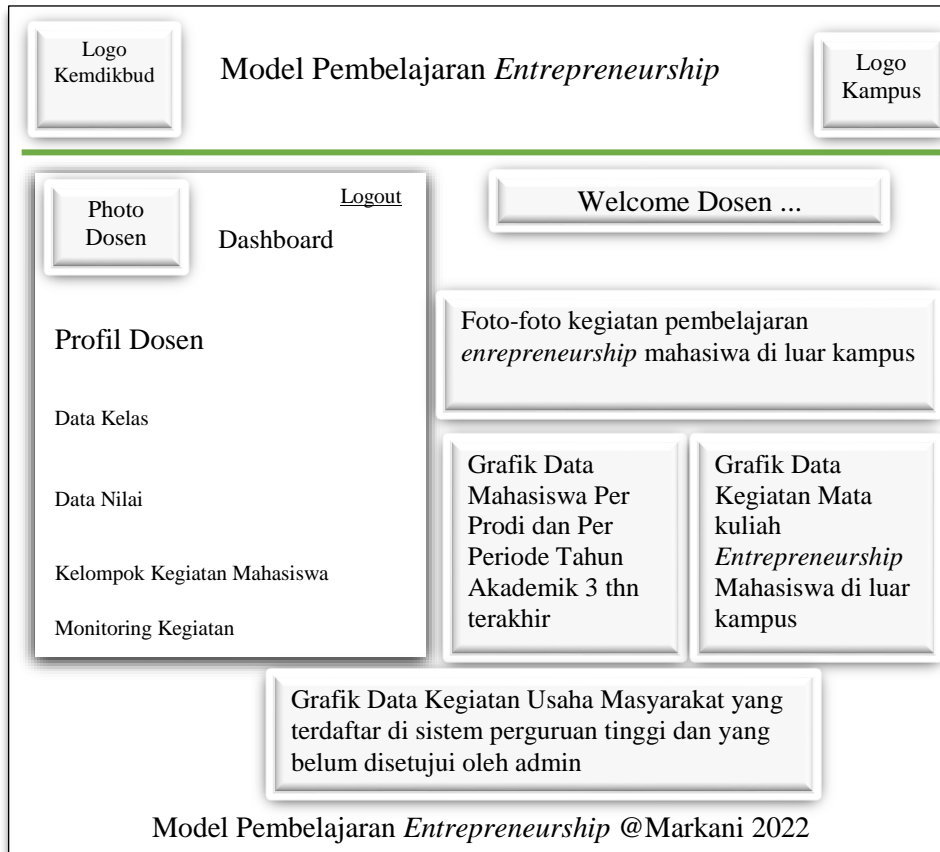 Logo
Kemdikbud
Model Pembelajaran Entrepreneurship
Logo
Kampus
Photo
Dosen
Logout
Dashboard
Profil Dosen
Data Kelas
Data Nilai
Kelompok Kegiatan Mahasiswa
Monitoring Kegiatan
Welcome Dosen ...
Foto-foto kegiatan pembelajaran
enrepreneurship mahasiwa di luar kampus
Grafik Data
Mahasiswa Per
Prodi dan Per
Periode Tahun
Akademik 3 thn
terakhir
Grafik Data
Kegiatan Mata
kuliah
Entrepreneurship
Mahasiswa di luar
kampus
Grafik Data Kegiatan Usaha Masyarakat yang
terdaftar di sistem perguruan tinggi dan yang
belum disetujui oleh admin
Model Pembelajaran Entrepreneurship @Markani 2022